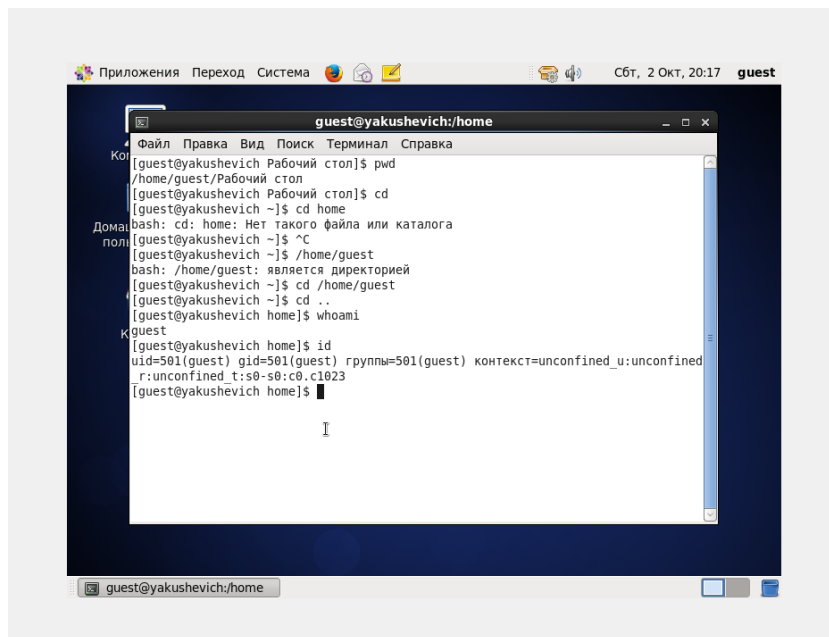 Приложения Переход Система Сбт, 2 Окт, 20:17 guest
guest@yakushevich:/home
Файл Правка Вид Поиск Терминал Справка
[guest@yakushevich Рабочий стол]$ pwd
/home/guest/Рабочий стол
[guest@yakushevich Рабочий стол]$ cd
[guest@yakushevich ~]$ cd home
bash: cd: home: Нет такого файла или каталога
[guest@yakushevich ~]$ ^C
[guest@yakushevich ~]$ /home/guest
bash: /home/guest: является директорией
[guest@yakushevich ~]$ cd /home/guest
[guest@yakushevich ~]$ cd ..
[guest@yakushevich home]$ whoami
guest
[guest@yakushevich home]$ id
uid=501(guest) gid=501(guest) группы=501(guest) контекст=unconfined_u:unconfined
_r:unconfined_t:s0-s0:c0.c1023
[guest@yakushevich home]$
guest@yakushevich:/home